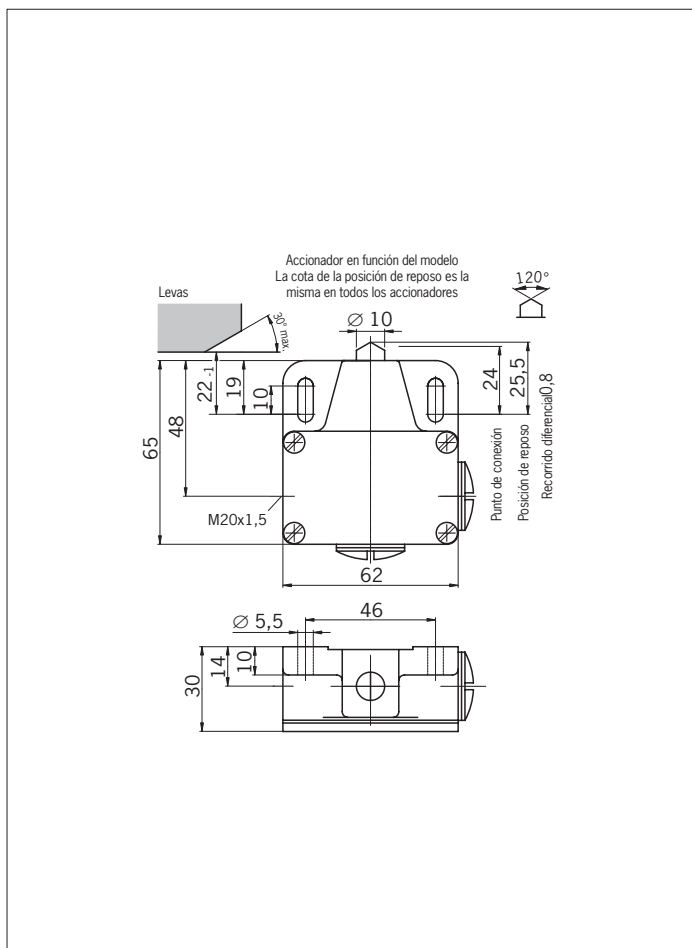 Accionador en función del modelo
La cota de la posición de reposo es la
misma en todos los accionadores
120°
Levas
30° max.
∅ 10
22 -1
19
10
24
25,5
65
48
Punto de conexión
Posición de reposo
Recorrido diferencial0,8
M20x1,5
62
∅ 5,5
46
30
14
10